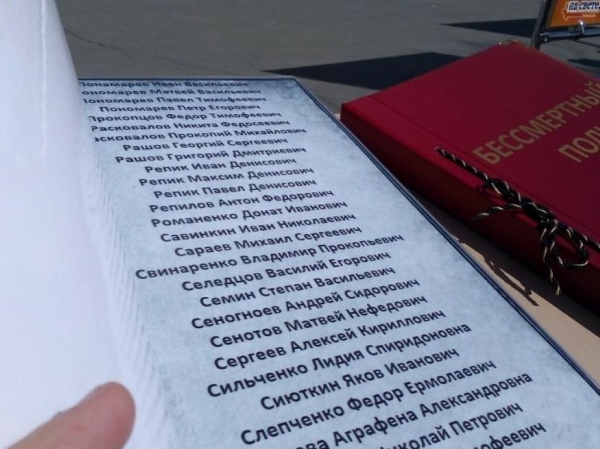 Пономарев Иван Васильевич
Пономарев Матвей Васильевич
Пономарев Павел Тимофеевич
Пономарев Петр Егорович
Прокопцов Федор Тимофеевич
Расковалов Никита Федосеевич
Расковалов Прокопий Михайлович
Рашов Георгий Сергеевич
Рашов Григорий Дмитриевич
Репик Иван Денисович
Репик Максим Денисович
Репик Павел Денисович
Репилов Антон Федорович
Романенко Донат Иванович
Савинкин Иван Николаевич
Сараев Михаил Сергеевич
Свинаренко Владимир Прокопьевич
Селедцов Василий Егорович
Семин Степан Васильевич
Сеногноев Андрей Сидорович
Сенотов Матвей Нефедович
Сергеев Алексей Кириллович
Сильченко Лидия Спиридоновна
Сиюткин Яков Иванович
Слепченко Федор Ермолаевич
Аграфена Александровна
Николай Петрович
БЕССМЕРТНЫЙ